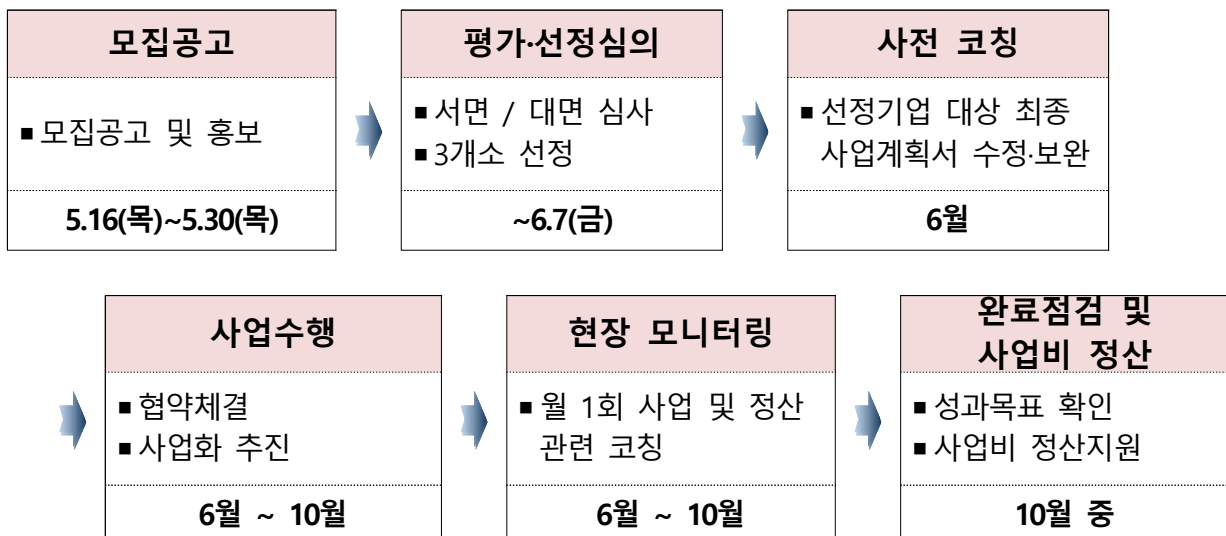 모집공고
■ 모집공고 및 홍보
5.16(목)~5.30(목)
평가·선정심의
■ 서면 / 대면 심사
■ 3개소 선정
~6.7(금)
사전 코칭
■ 선정기업 대상 최종
사업계획서 수정·보완
6월
사업수행
■ 협약체결
■ 사업화 추진
6월 ~ 10월
현장 모니터링
■ 월 1회 사업 및 정산
관련 코칭
6월 ~ 10월
완료점검 및
사업비 정산
■ 성과목표 확인
■ 사업비 정산지원
10월 중